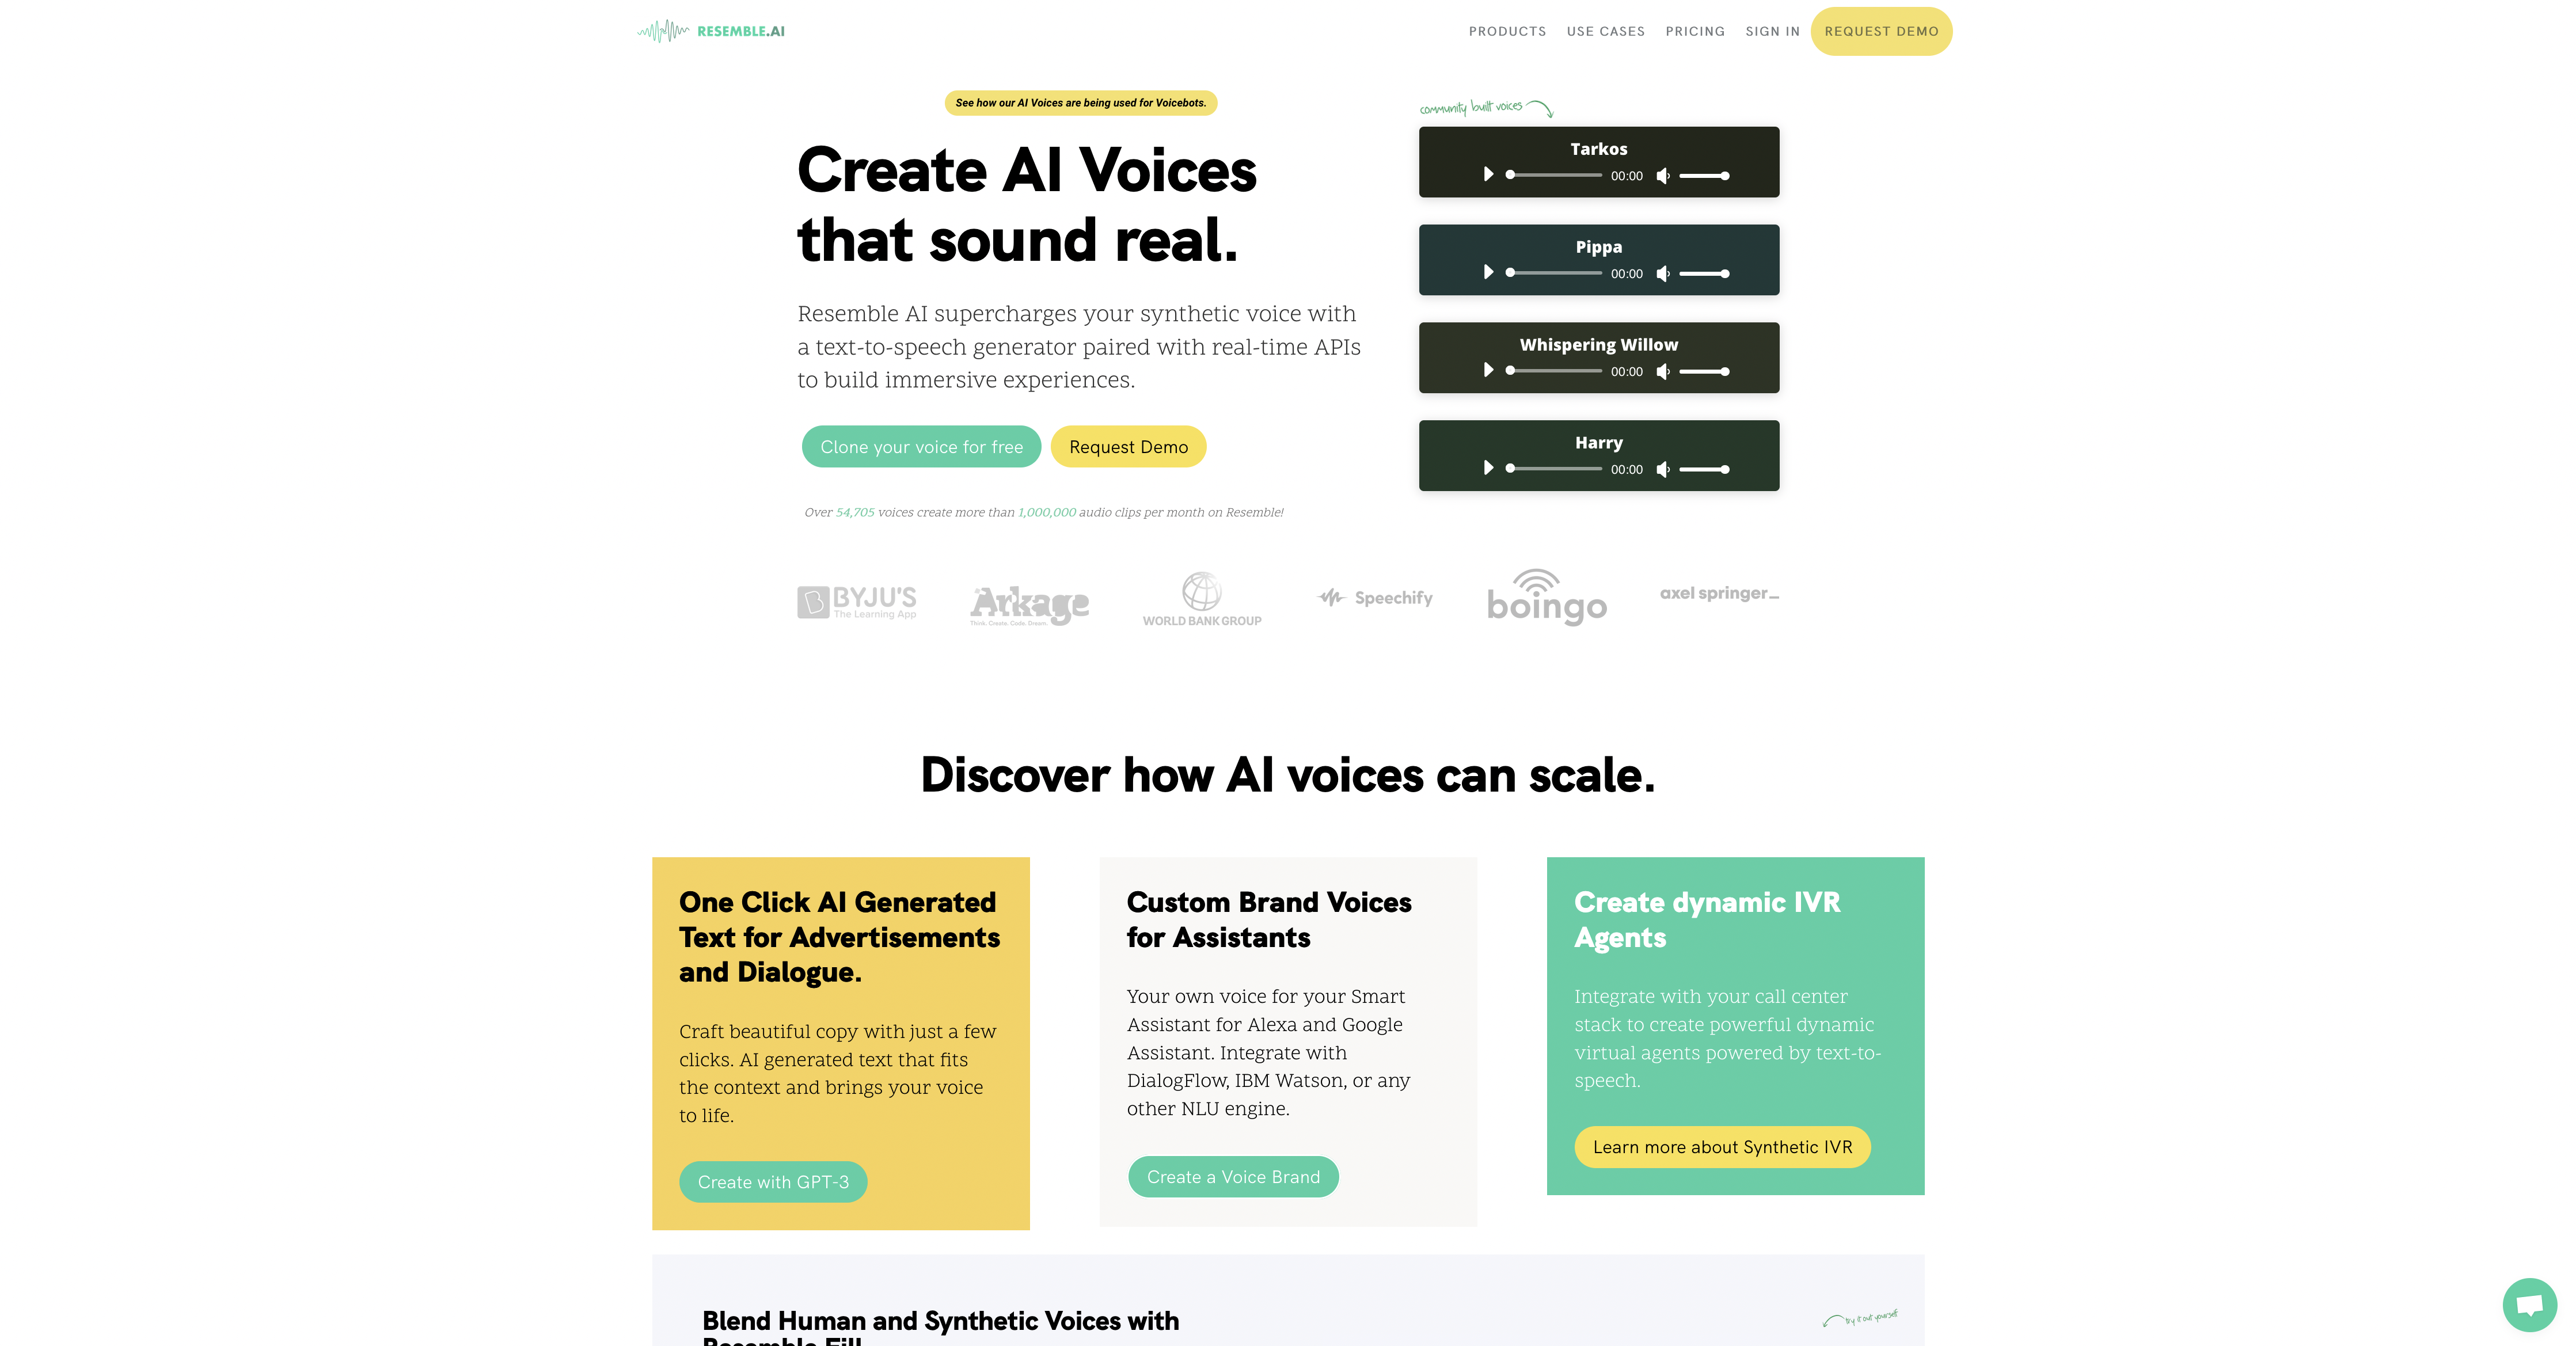 RESEMBLE.AI
PRODUCTS
USE CASES
PRICING
SIGN IN
REQUEST DEMO
See how our AI Voices are being used for Voicebots.
Create AI Voices
that sound real.
Resemble AI supercharges your synthetic voice with
a text-to-speech generator paired with real-time APIs
to build immersive experiences.
Clone your voice for free
Request Demo
Over 54,705 voices create more than 1,000,000 audio clips per month on Resemble!
community built voices
Tarkos
00:00
Pippa
00:00
Whispering Willow
00:00
Harry
00:00
B BYJU'S
The Learning App
Arkage
Think. Create. Code. Dream.
WORLD BANK GROUP
Speechify
boingo
axel springer_
Discover how AI voices can scale.
One Click AI Generated
Text for Advertisements
and Dialogue.
Craft beautiful copy with just a few
clicks. AI generated text that fits
the context and brings your voice
to life.
Create with GPT-3
Custom Brand Voices
for Assistants
Your own voice for your Smart
Assistant for Alexa and Google
Assistant. Integrate with
DialogFlow, IBM Watson, or any
other NLU engine.
Create a Voice Brand
Create dynamic IVR
Agents
Integrate with your call center
stack to create powerful dynamic
virtual agents powered by text-to-
speech.
Learn more about Synthetic IVR
Blend Human and Synthetic Voices with
Resemble Fill
try it out yourself